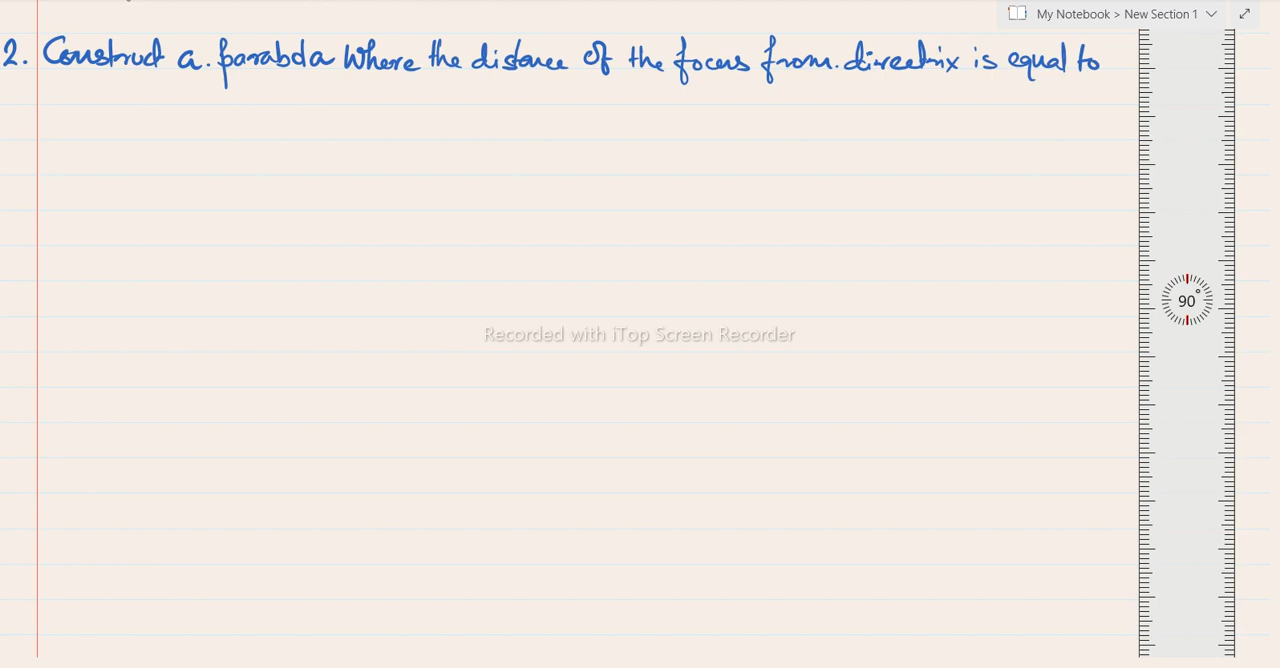 My Notebook > New Section 1
2. Construct a. parabola Where the distance of the focus from. directrix is equal to
90°
Recorded with iTop Screen Recorder